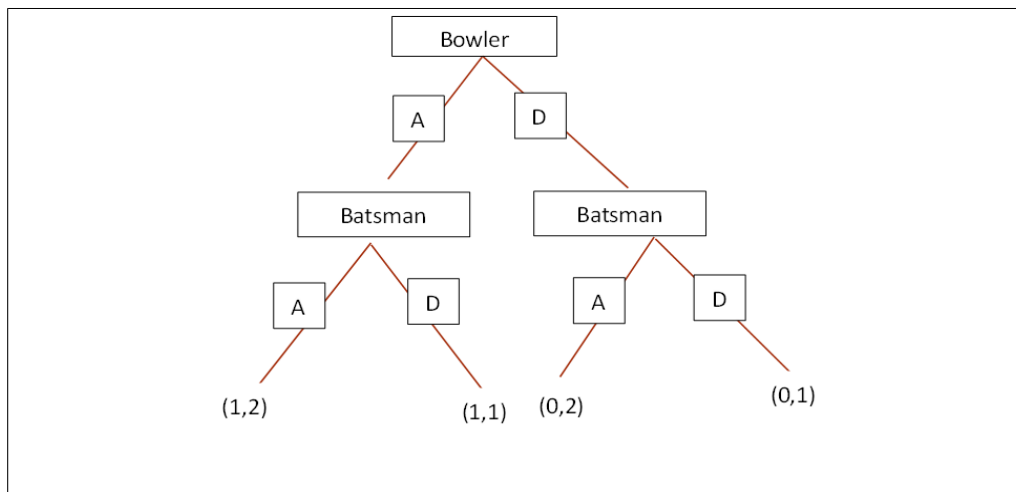 Bowler
A D
Batsman Batsman
A D A D
(1,2) (1,1) (0,2) (0,1)